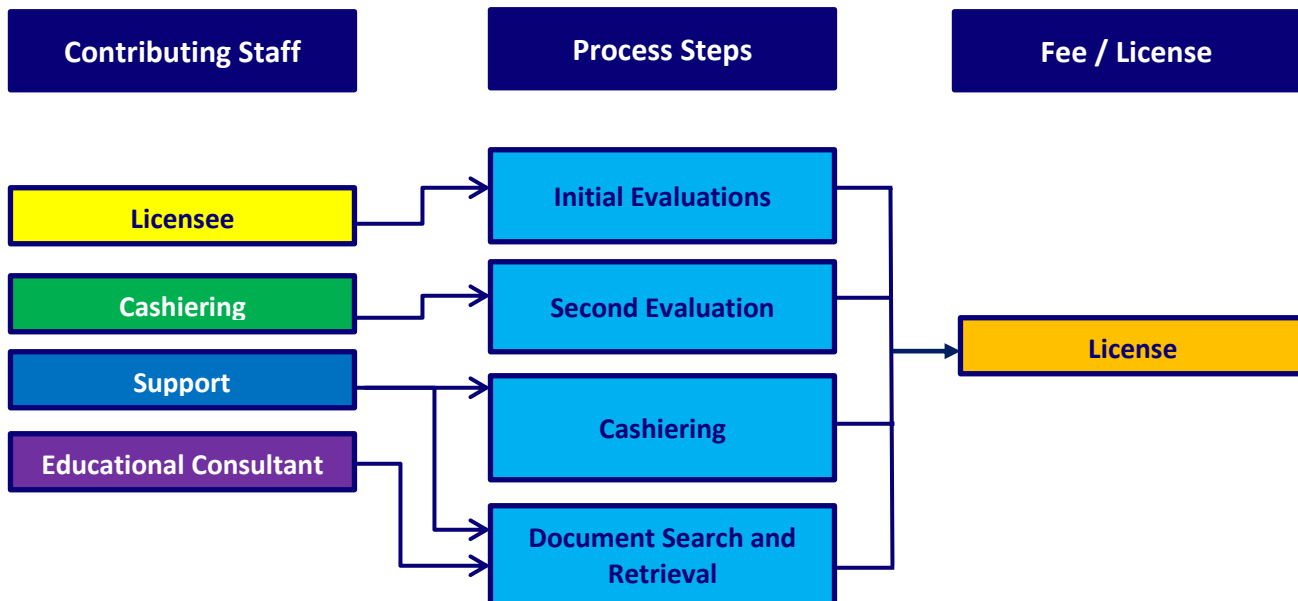 Contributing Staff
Process Steps
Fee / License
Licensee
Cashiering
Support
Educational Consultant
Initial Evaluations
Second Evaluation
Cashiering
Document Search and
Retrieval
License